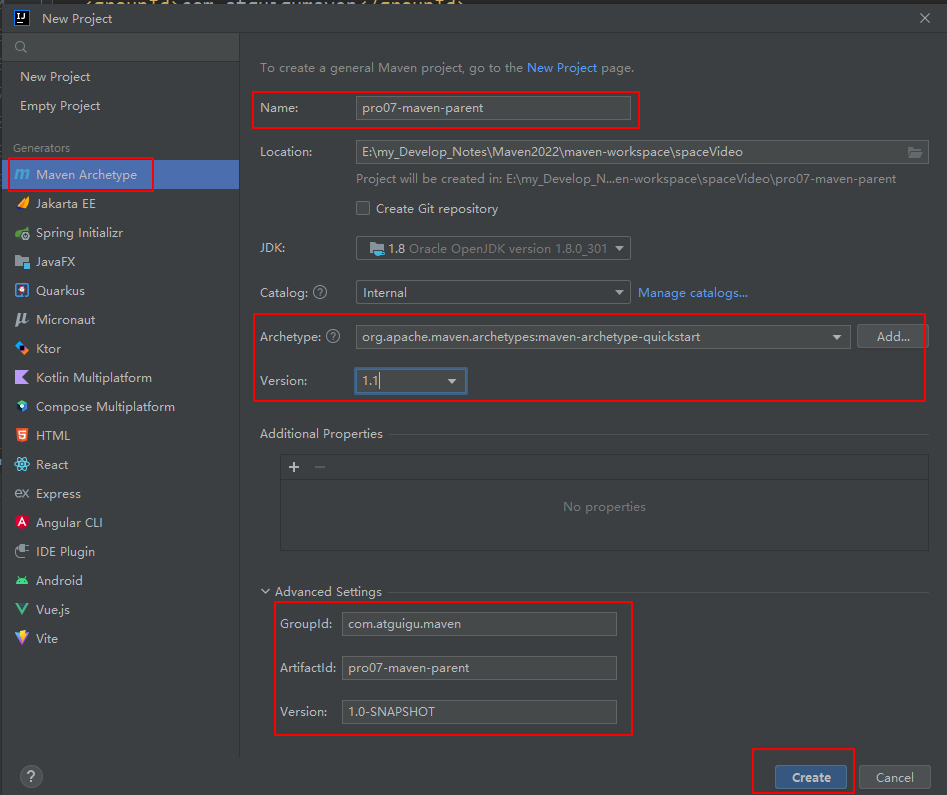 <groupId>com.atguigumaven</groupId>
New Project
New Project
Empty Project
Generators
Maven Archetype
Jakarta EE
Spring Initializr
JavaFX
Quarkus
Micronaut
Ktor
Kotlin Multiplatform
Compose Multiplatform
HTML
React
Express
Angular CLI
IDE Plugin
Android
Vue.js
Vite
To create a general Maven project, go to the New Project page.
Name: pro07-maven-parent
Location: E:\my_Develop_Notes\Maven2022\maven-workspace\spaceVideo
Project will be created in: E:\my_Develop_N...en-workspace\spaceVideo\pro07-maven-parent
Create Git repository
JDK: 1.8 Oracle OpenJDK version 1.8.0_301
Catalog: ? Internal Manage catalogs...
Archetype: ? org.apache.maven.archetypes:maven-archetype-quickstart Add...
Version: 1.1
Additional Properties
No properties
Advanced Settings
GroupId: com.atguigu.maven
ArtifactId: pro07-maven-parent
Version: 1.0-SNAPSHOT
? Create Cancel